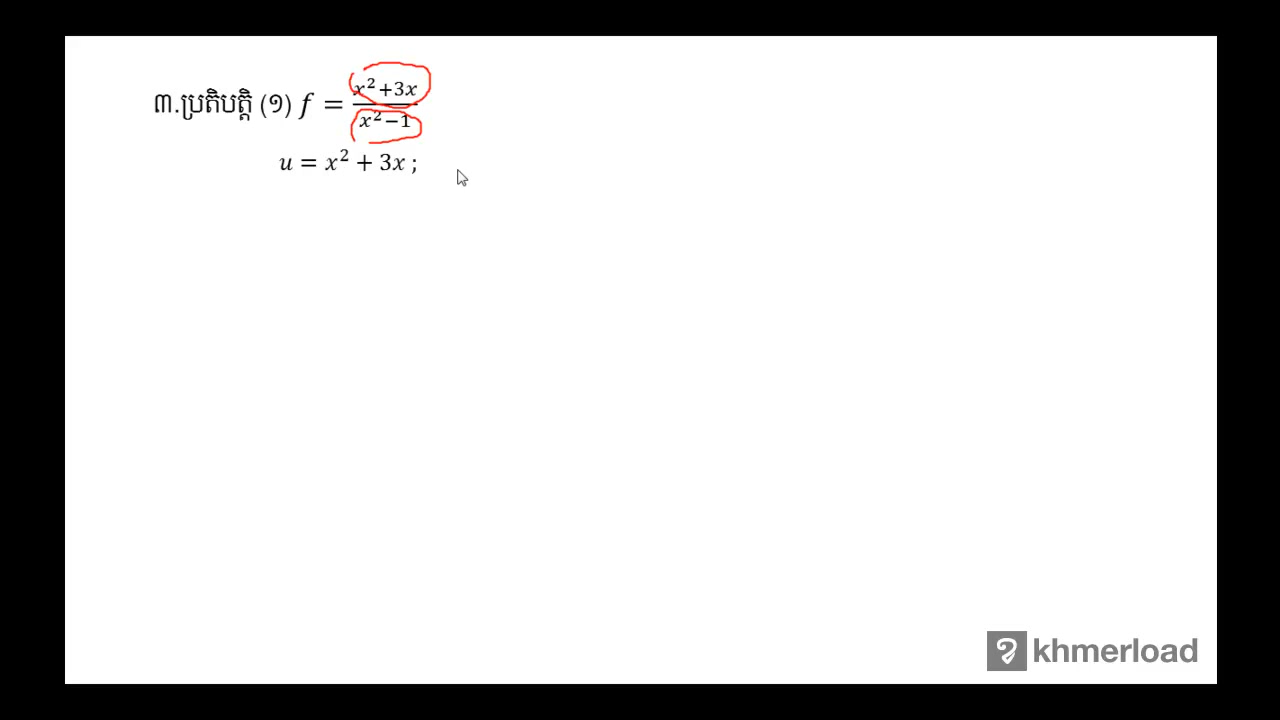 ៣.ប្រតិបត្តិ (១) f = x²+3x / x²−1
u = x² + 3x ;
khmerload